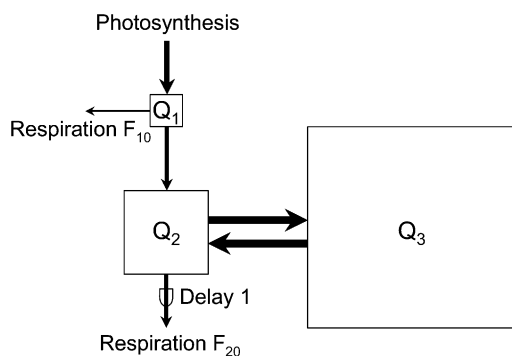 Photosynthesis
Q₁
Respiration F₁₀
Q₂
Q₃
Delay 1
Respiration F₂₀